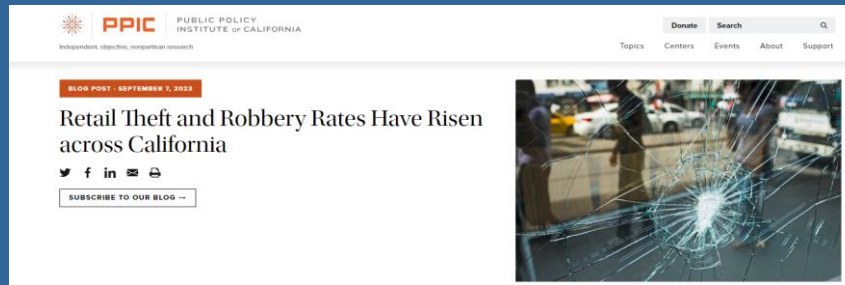 PPIC
PUBLIC POLICY
INSTITUTE OF CALIFORNIA
Donate Search
Independent, objective, nonpartisan research
Topics Centers Events About Support
BLOG POST · SEPTEMBER 7, 2023
Retail Theft and Robbery Rates Have Risen
across California
SUBSCRIBE TO OUR BLOG →